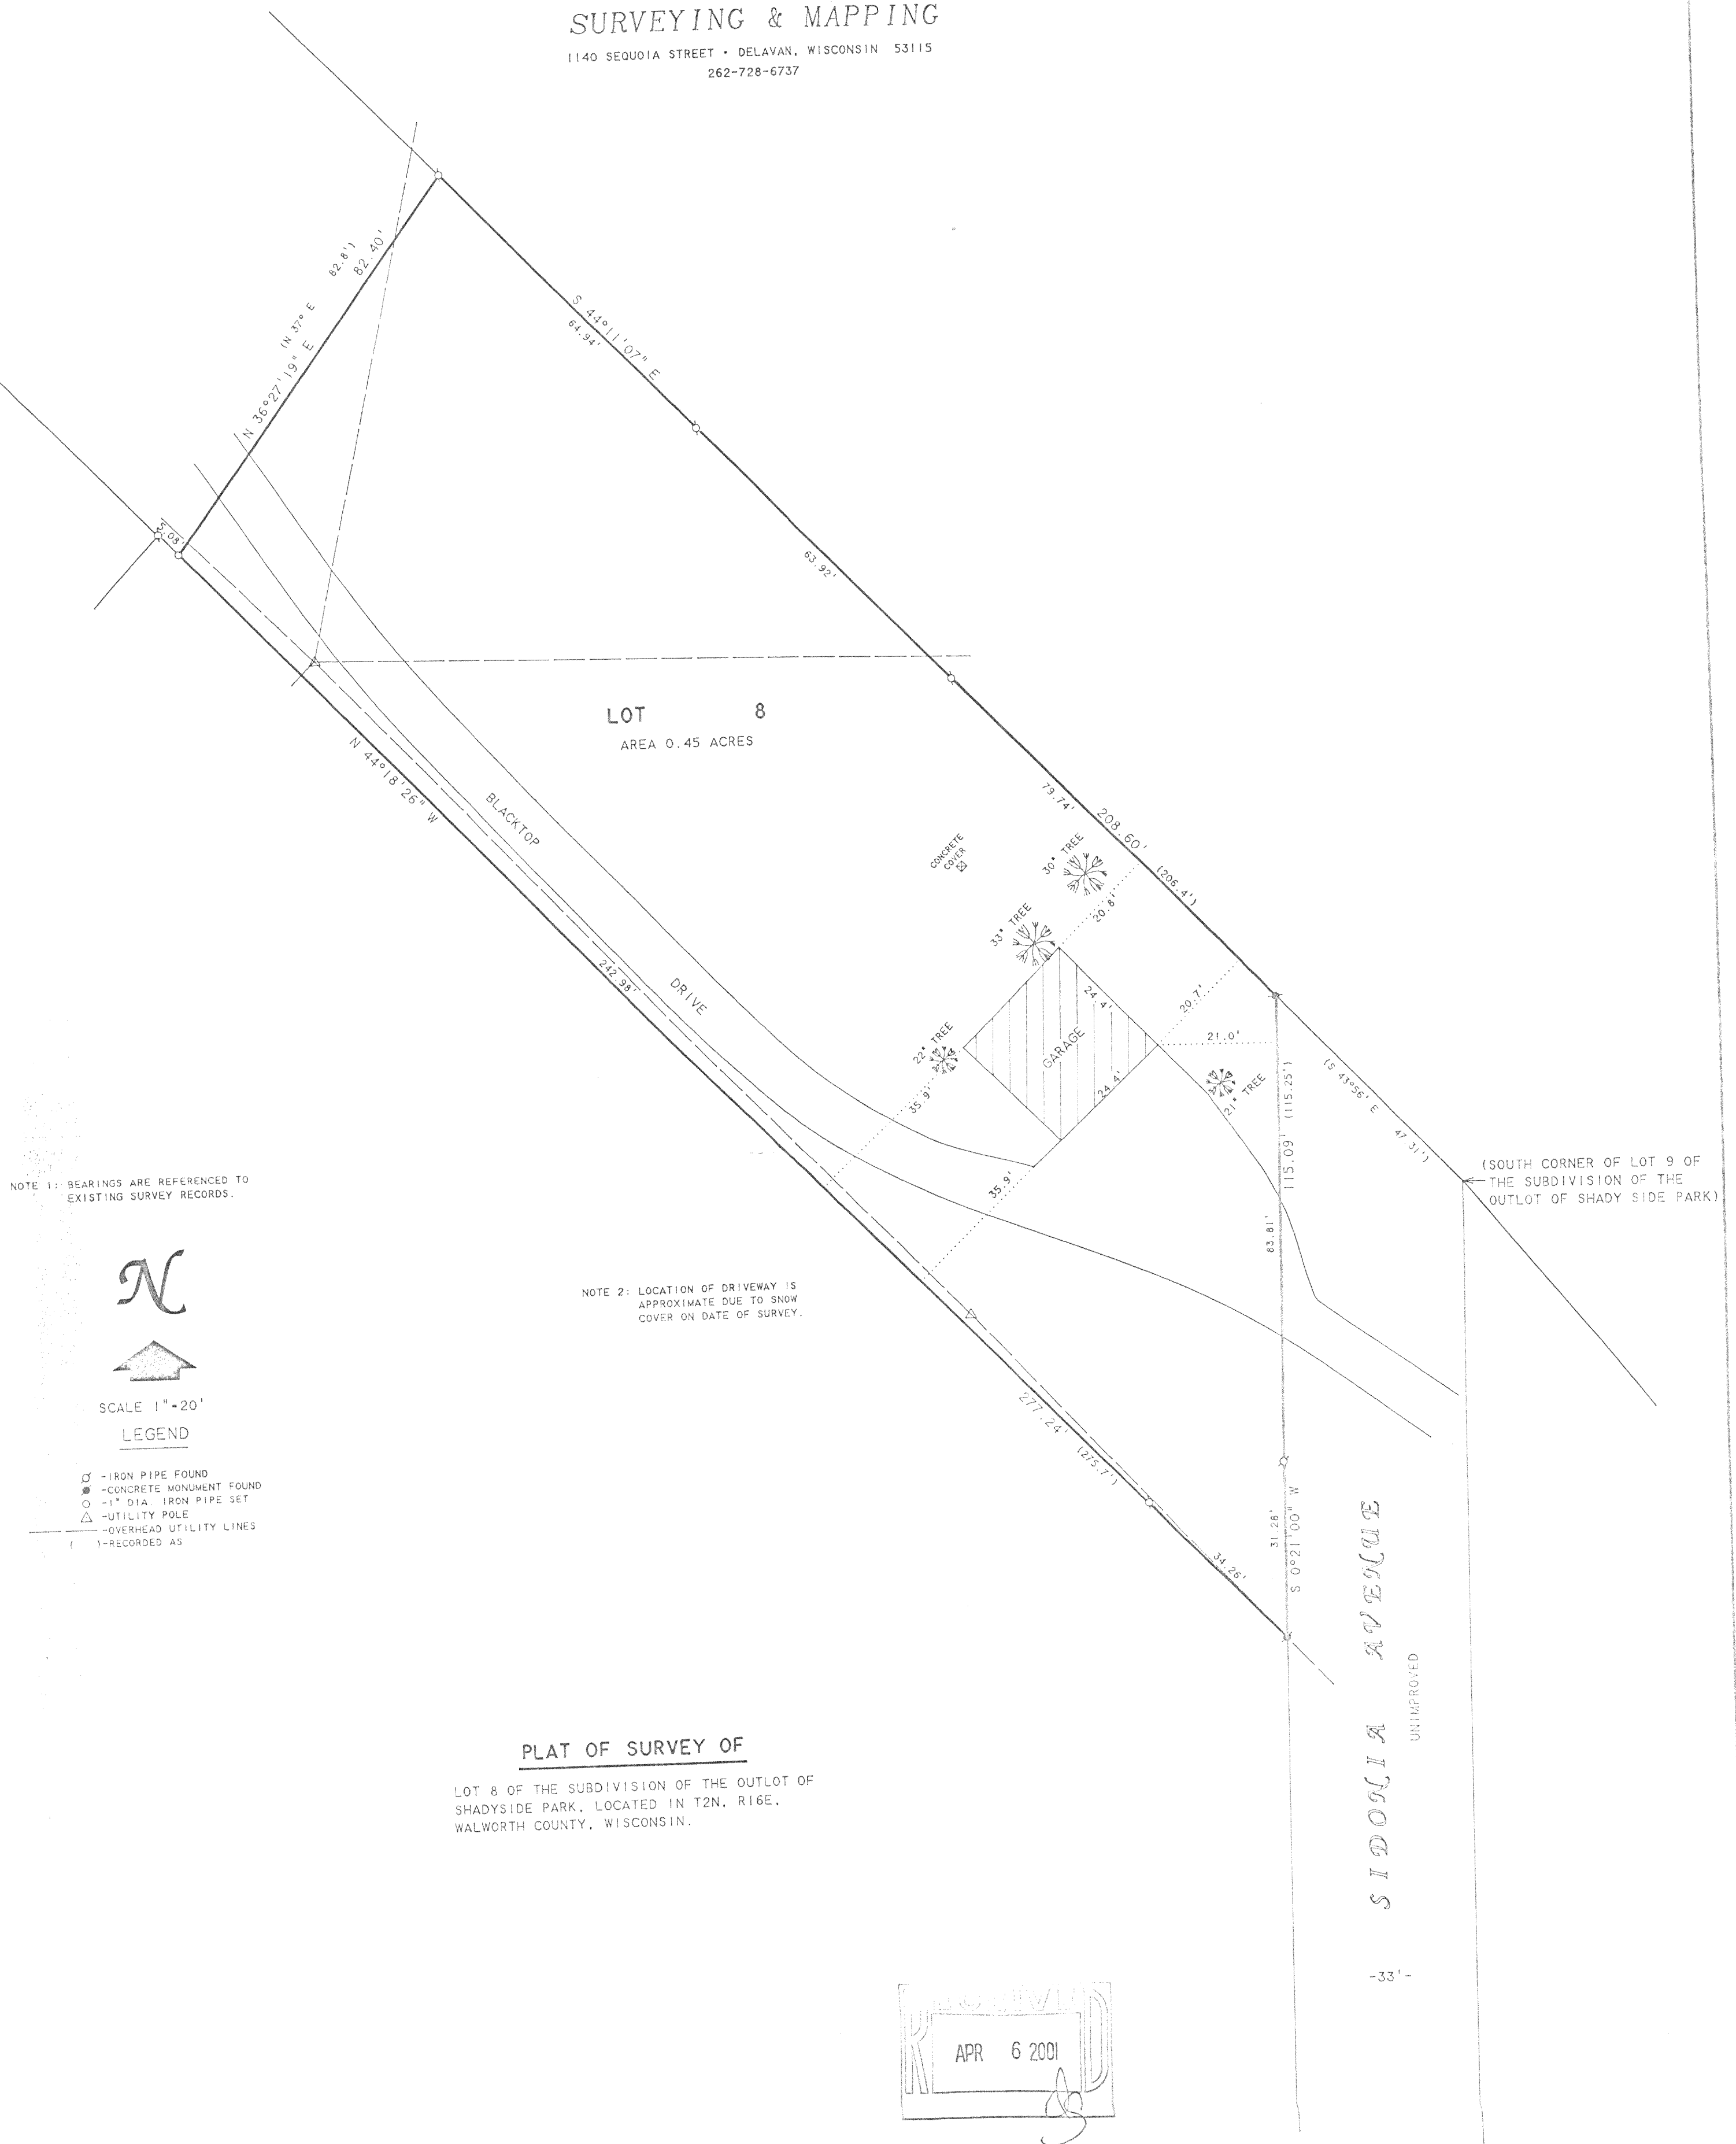 SURVEYING & MAPPING
1140 SEQUOIA STREET • DELAVAN, WISCONSIN 53115
262-728-6737
82.8')
82.40'
(N 37° E
N 36°27'19" E
S 44°11'07" E
64.94'
63.92'
5.08'
LOT 8
AREA 0.45 ACRES
N 44°18'26" W
BLACKTOP
DRIVE
242.98'
79.74'
208.60'
(206.4')
CONCRETE
COVER
30" TREE
33" TREE
22" TREE
21" TREE
20.8'
20.7'
21.0'
24.4'
GARAGE
24.4'
35.9'
35.9'
115.09' (115.25')
83.81'
(S 43°56' E
47.31')
(SOUTH CORNER OF LOT 9 OF
THE SUBDIVISION OF THE
OUTLOT OF SHADY SIDE PARK)
NOTE 1: BEARINGS ARE REFERENCED TO
EXISTING SURVEY RECORDS.
N
SCALE 1"=20'
LEGEND
-IRON PIPE FOUND
-CONCRETE MONUMENT FOUND
-1" DIA. IRON PIPE SET
-UTILITY POLE
-OVERHEAD UTILITY LINES
( )-RECORDED AS
NOTE 2: LOCATION OF DRIVEWAY IS
APPROXIMATE DUE TO SNOW
COVER ON DATE OF SURVEY.
277.24'
(275.7')
34.26'
31.28'
S 0°21'00" W
SIDONIA AVENUE
UNIMPROVED
-33'-
PLAT OF SURVEY OF
LOT 8 OF THE SUBDIVISION OF THE OUTLOT OF
SHADYSIDE PARK, LOCATED IN T2N, R16E,
WALWORTH COUNTY, WISCONSIN.
RECEIVED
APR 6 2001